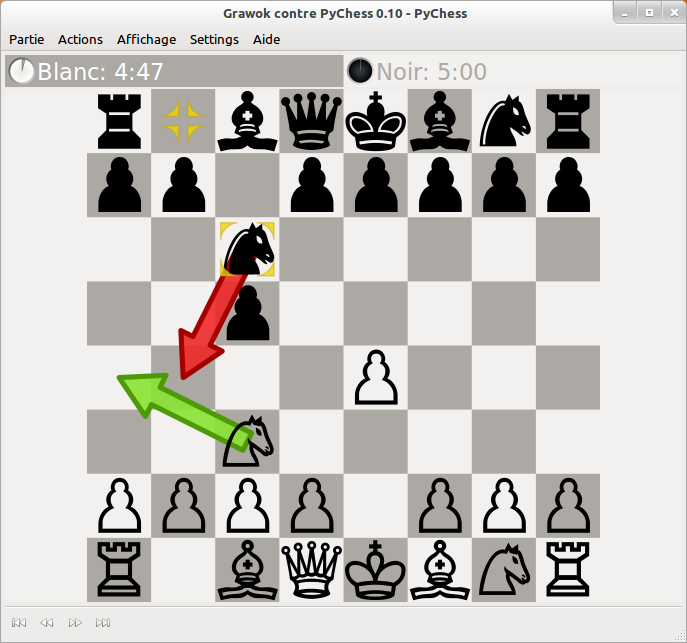 Grawok contre PyChess 0.10 - PyChess
Partie Actions Affichage Settings Aide
Blanc: 4:47 Noir: 5:00